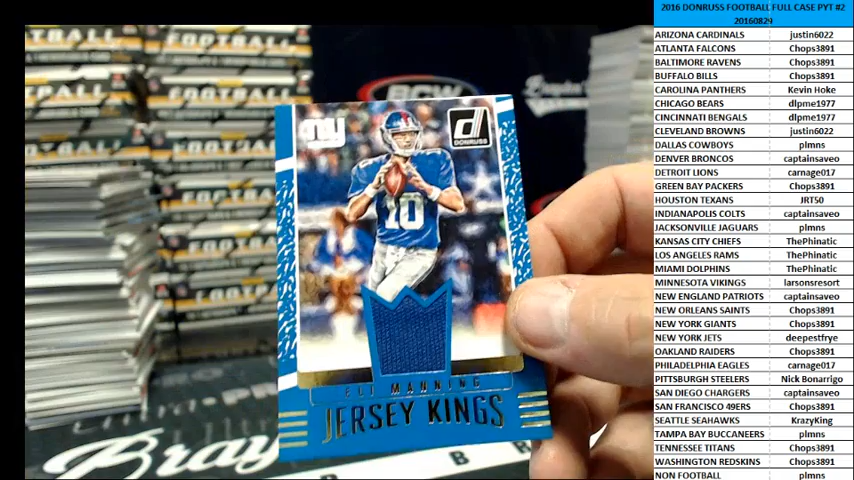 2016 DONRUSS FOOTBALL FULL CASE PYT #2
20160829
ARIZONA CARDINALS justin6022
ATLANTA FALCONS Chops3891
BALTIMORE RAVENS Chops3891
BUFFALO BILLS Chops3891
CAROLINA PANTHERS Kevin Hoke
CHICAGO BEARS dlpme1977
CINCINNATI BENGALS dlpme1977
CLEVELAND BROWNS justin6022
DALLAS COWBOYS plmns
DENVER BRONCOS captainsaveo
DETROIT LIONS carnage017
GREEN BAY PACKERS Chops3891
HOUSTON TEXANS JRT50
INDIANAPOLIS COLTS captainsaveo
JACKSONVILLE JAGUARS plmns
KANSAS CITY CHIEFS ThePhinatic
LOS ANGELES RAMS ThePhinatic
MIAMI DOLPHINS ThePhinatic
MINNESOTA VIKINGS larsonsresort
NEW ENGLAND PATRIOTS captainsaveo
NEW ORLEANS SAINTS Chops3891
NEW YORK GIANTS Chops3891
NEW YORK JETS deepestfrye
OAKLAND RAIDERS Chops3891
PHILADELPHIA EAGLES carnage017
PITTSBURGH STEELERS Nick Bonarrigo
SAN DIEGO CHARGERS captainsaveo
SAN FRANCISCO 49ERS Chops3891
SEATTLE SEAHAWKS KrazyKing
TAMPA BAY BUCCANEERS plmns
TENNESSEE TITANS Chops3891
WASHINGTON REDSKINS Chops3891
NON FOOTBALL plmns
FOOTBALL
FOOTBALL
BCW
ny
d
DONRUSS
10
ELI MANNING
JERSEY KINGS
Bray